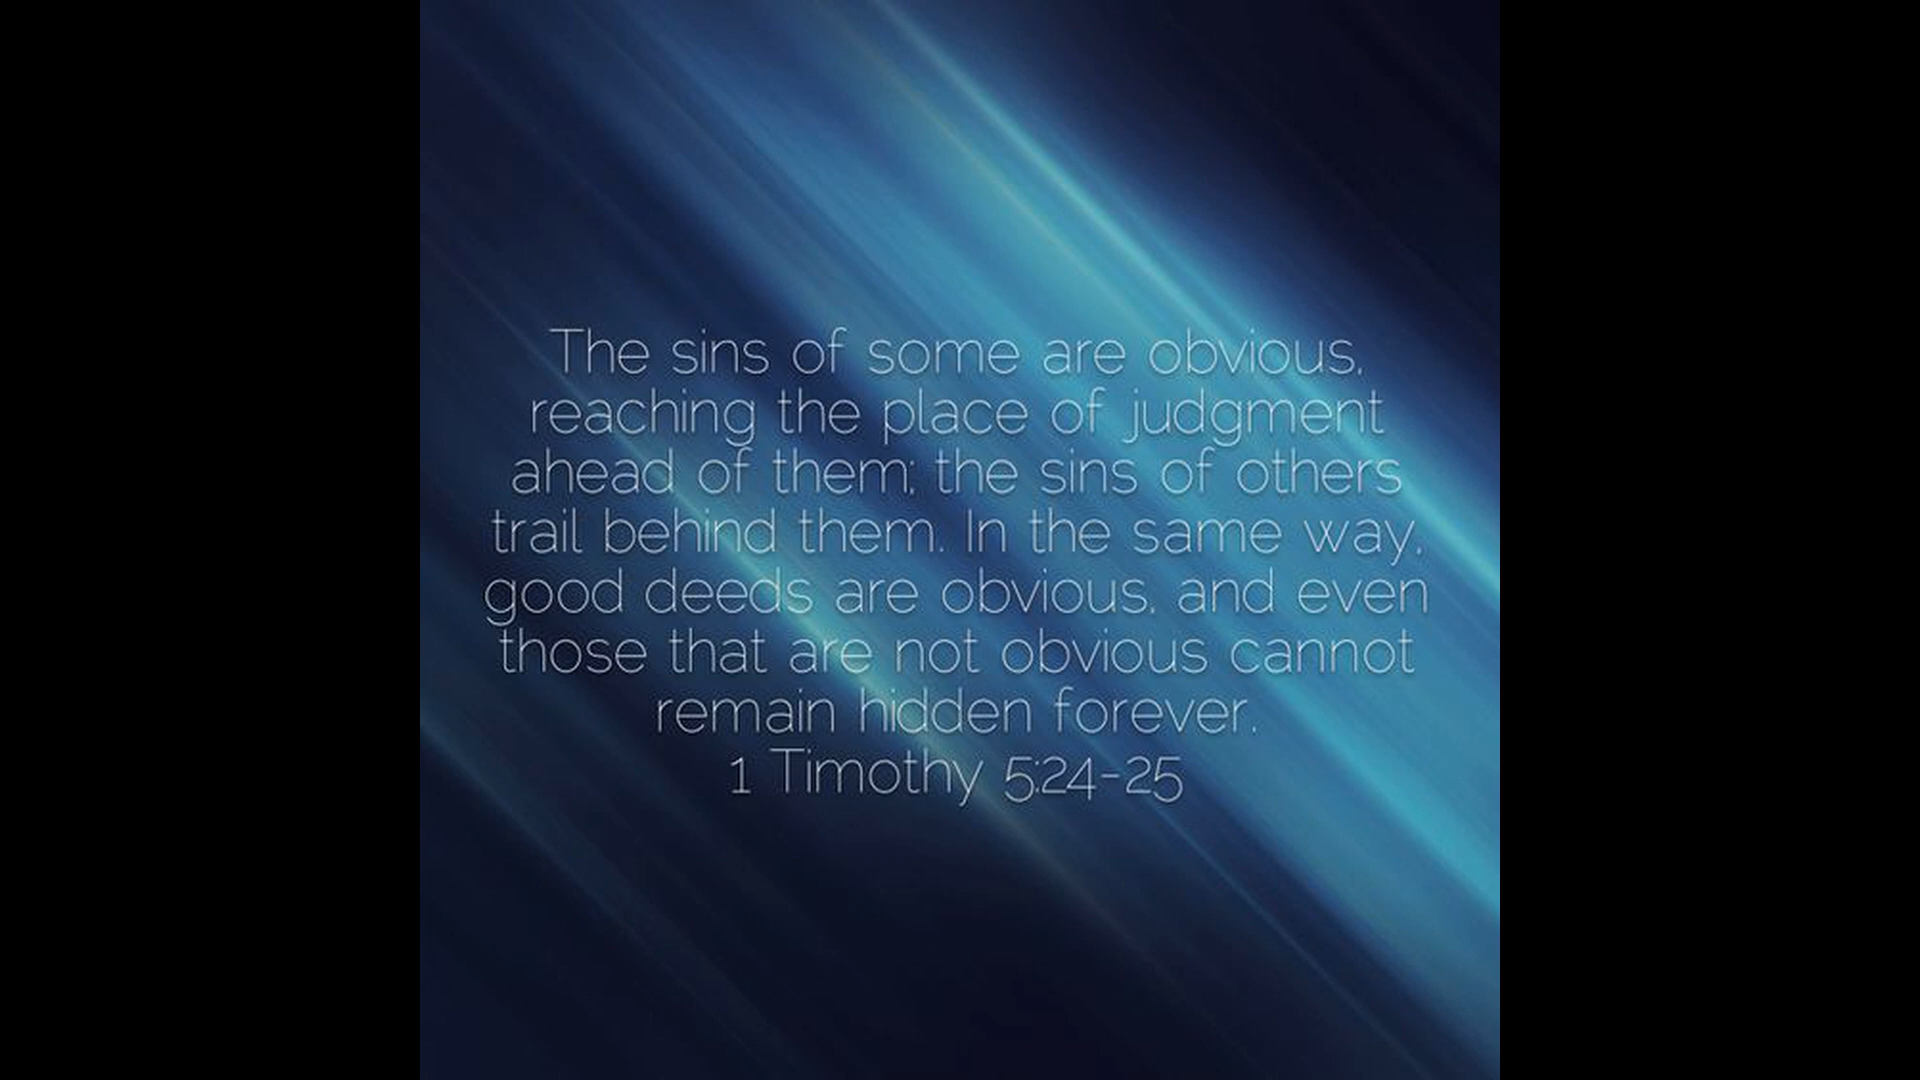 The sins of some are obvious,
reaching the place of judgment
ahead of them; the sins of others
trail behind them. In the same way,
good deeds are obvious, and even
those that are not obvious cannot
remain hidden forever.
1 Timothy 5:24-25